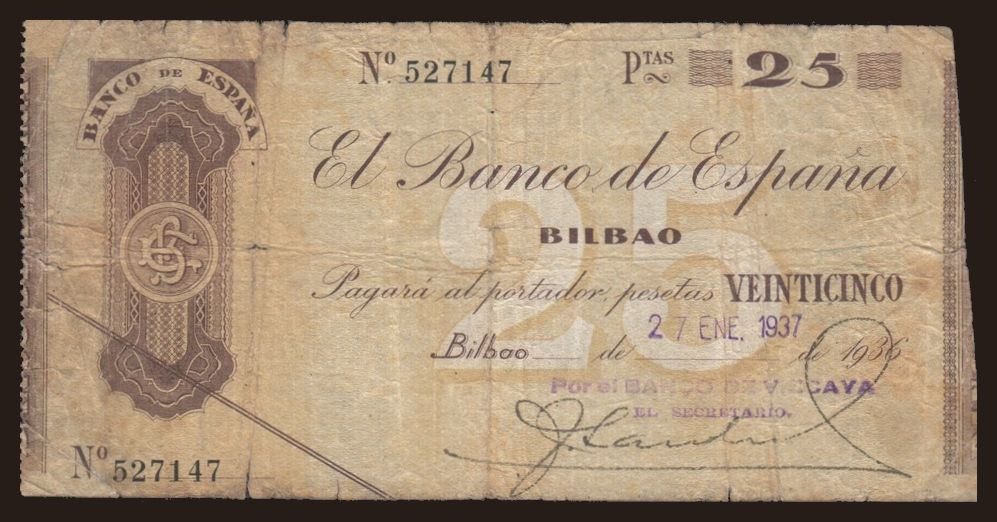 BANCO DE ESPAÑA
Nº 527147
PTAS 25
El Banco de España
25
BILBAO
Pagará al portador, pesetas VEINTICINCO
27 ENE. 1937
Bilbao de de 1936
Por el BANCO DE VIZCAYA
EL SECRETARIO,
Nº 527147